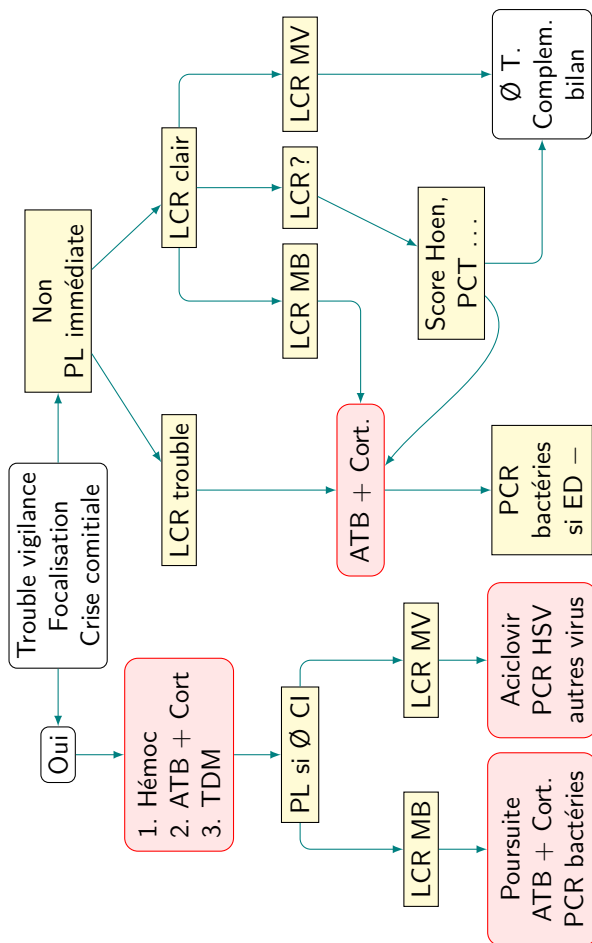 Trouble vigilance
Focalisation
Crise comitiale
Oui
Non
PL immédiate
1. Hémoc
2. ATB + Cort
3. TDM
LCR trouble
LCR clair
PL si Ø CI
LCR MB
LCR?
LCR MV
ATB + Cort.
Score Hoen,
PCT ...
LCR MB
LCR MV
Poursuite
ATB + Cort.
PCR bactéries
Aciclovir
PCR HSV
autres virus
PCR
bactéries
si ED −
Ø T.
Complem.
bilan